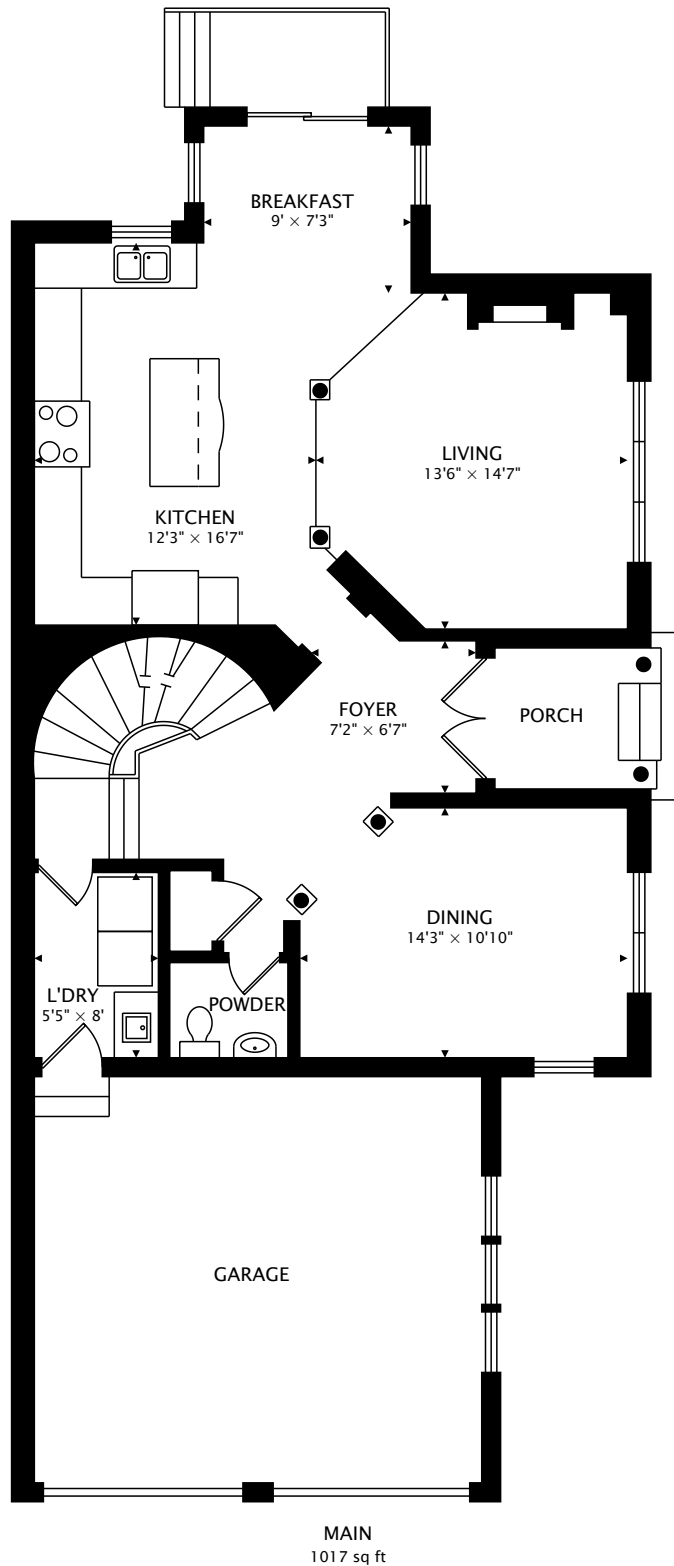 BREAKFAST
9' × 7'3"
LIVING
13'6" × 14'7"
KITCHEN
12'3" × 16'7"
FOYER
7'2" × 6'7"
PORCH
DINING
14'3" × 10'10"
L'DRY
5'5" × 8'
POWDER
GARAGE
MAIN
1017 sq ft